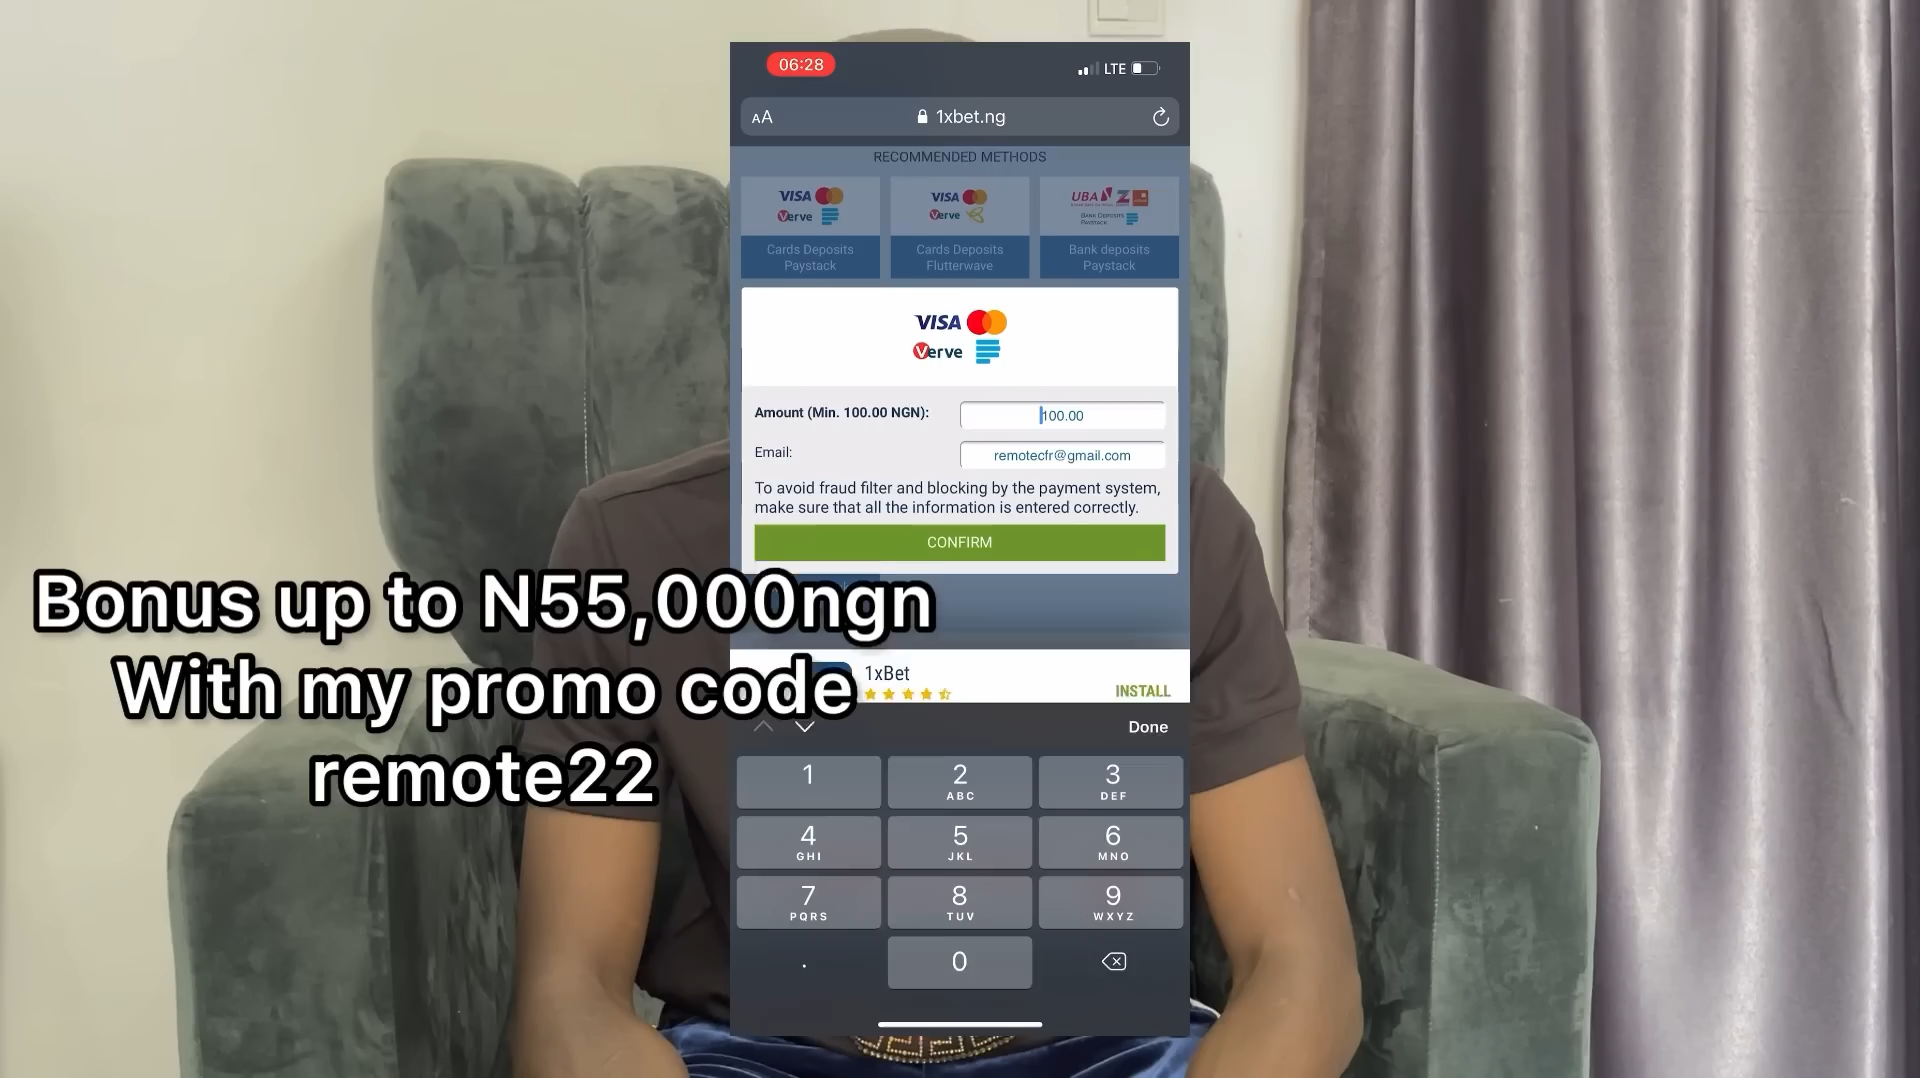 06:28
LTE
AA
1xbet.ng
RECOMMENDED METHODS
VISA
Verve
VISA
Verve
UBA
BANK DEPOSITS
PAYSTACK
Cards Deposits
Paystack
Cards Deposits
Flutterwave
Bank deposits
Paystack
VISA
Verve
Amount (Min. 100.00 NGN):
100.00
Email:
remotecfr@gmail.com
To avoid fraud filter and blocking by the payment system,
make sure that all the information is entered correctly.
CONFIRM
Bonus up to N55,000ngn
With my promo code
remote22
1xBet
INSTALL
Done
1
2
ABC
3
DEF
4
GHI
5
JKL
6
MNO
7
PQRS
8
TUV
9
WXYZ
.
0